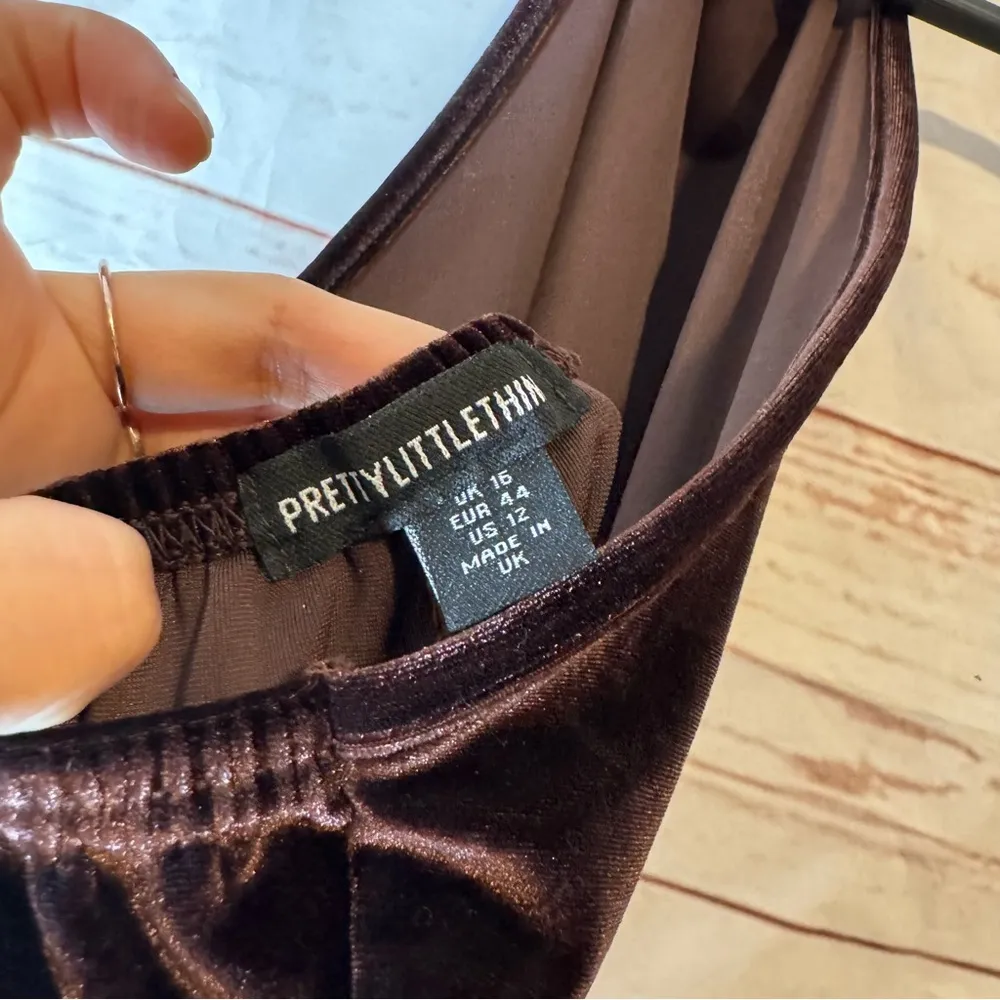 PRETTYLITTLETHIN
UK 16
EUR 44
US 12
MADE IN
UK